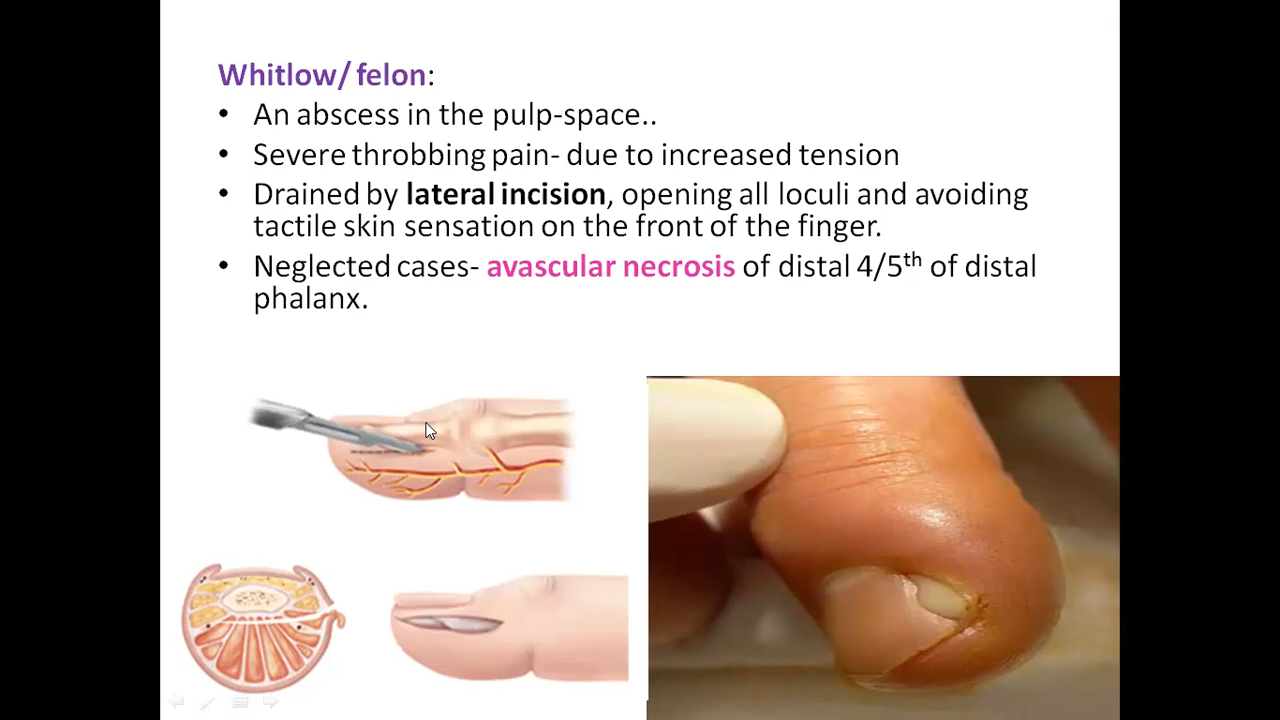 Whitlow/ felon:
• An abscess in the pulp-space..
• Severe throbbing pain- due to increased tension
• Drained by lateral incision, opening all loculi and avoiding
tactile skin sensation on the front of the finger.
• Neglected cases- avascular necrosis of distal 4/5th of distal
phalanx.